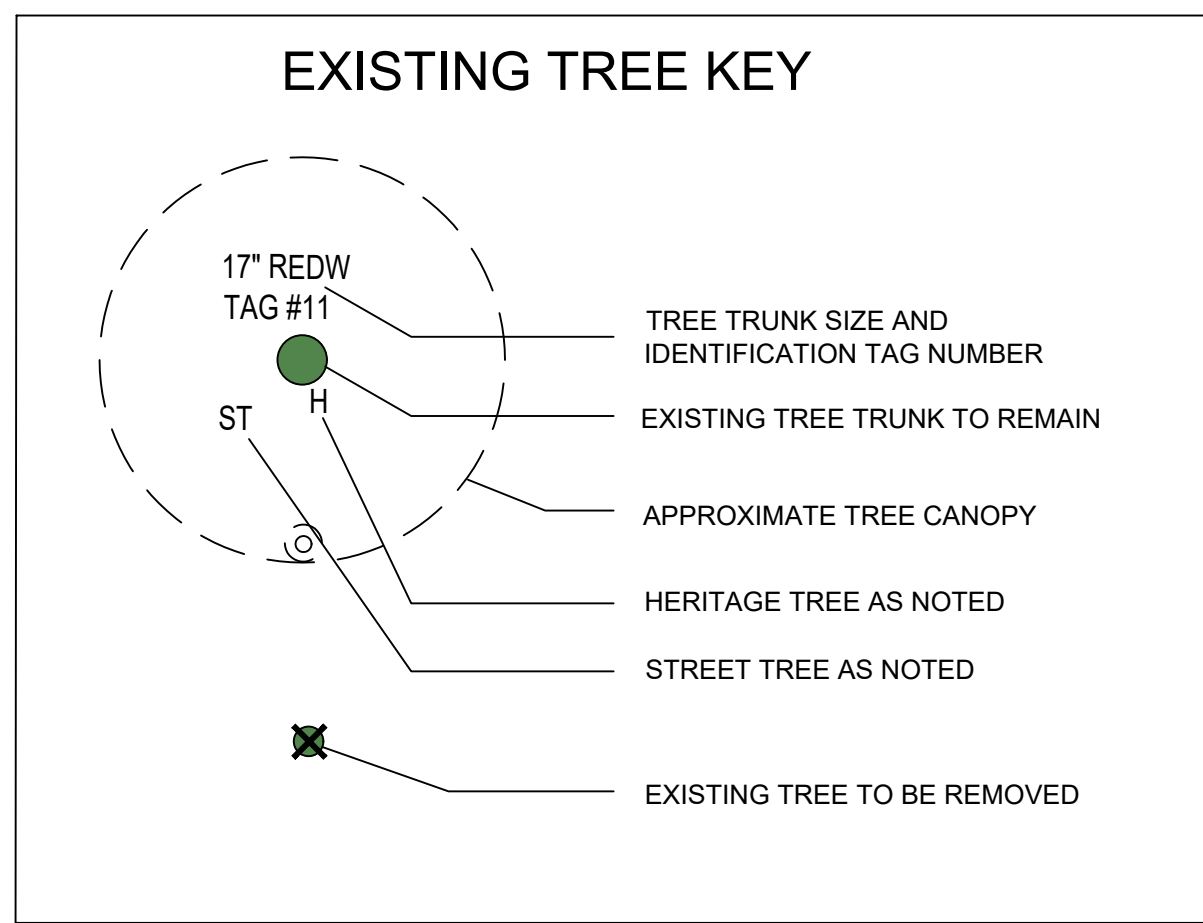 EXISTING TREE KEY
17" REDW
TAG #11
H
ST
TREE TRUNK SIZE AND
IDENTIFICATION TAG NUMBER
EXISTING TREE TRUNK TO REMAIN
APPROXIMATE TREE CANOPY
HERITAGE TREE AS NOTED
STREET TREE AS NOTED
EXISTING TREE TO BE REMOVED